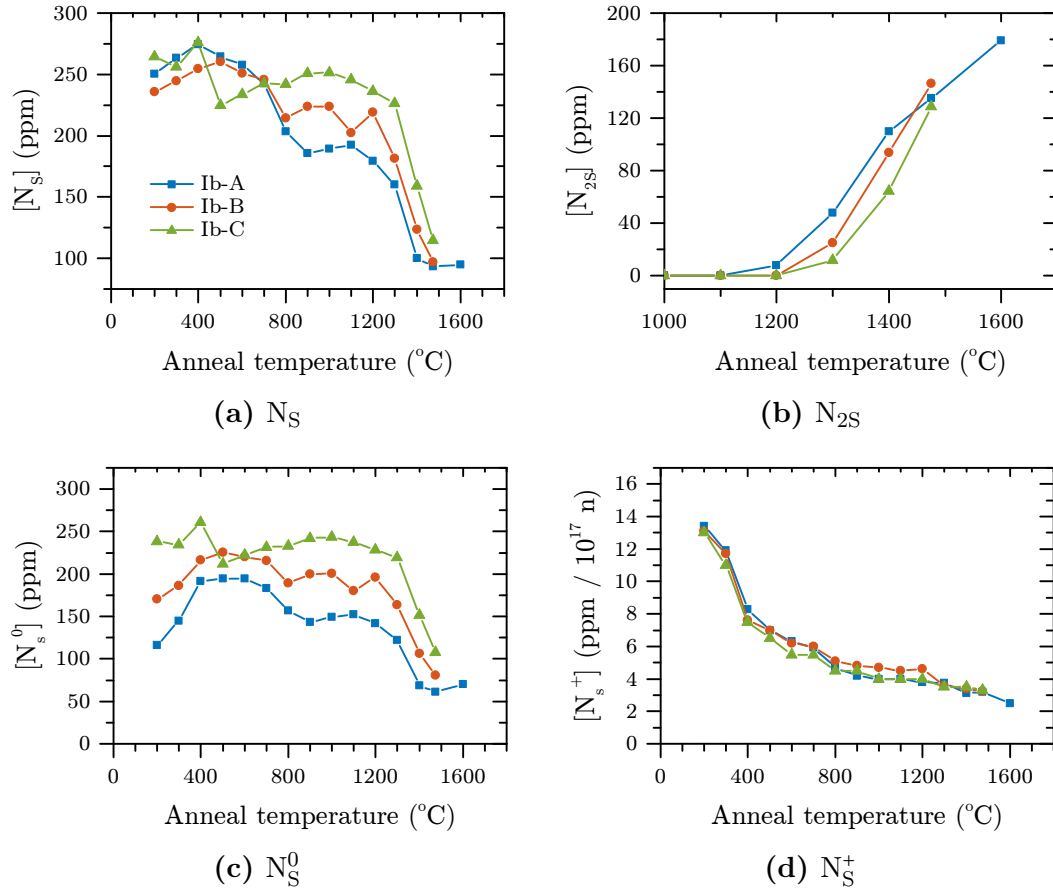 300
250
200
150
100
[N_S] (ppm)
Ib-A
Ib-B
Ib-C
0 400 800 1200 1600
Anneal temperature (°C)
(a) N_S
200
160
120
80
40
0
[N_2S] (ppm)
1000 1200 1400 1600
Anneal temperature (°C)
(b) N_2S
300
250
200
150
100
50
0
[N_s^0] (ppm)
0 400 800 1200 1600
Anneal temperature (°C)
(c) N_S^0
16
14
12
10
8
6
4
2
0
[N_s^+] (ppm / 10^17 n)
0 400 800 1200 1600
Anneal temperature (°C)
(d) N_S^+